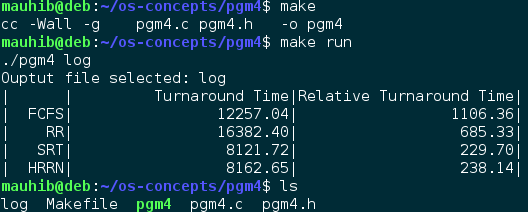 mauhib@deb:~/os-concepts/pgm4$ make
cc -Wall -g    pgm4.c pgm4.h   -o pgm4
mauhib@deb:~/os-concepts/pgm4$ make run
./pgm4 log
Ouptut file selected: log
|      |         Turnaround Time|Relative Turnaround Time|
|  FCFS|                12257.04|                 1106.36|
|    RR|                16382.40|                  685.33|
|   SRT|                 8121.72|                  229.70|
|  HRRN|                 8162.65|                  238.14|
mauhib@deb:~/os-concepts/pgm4$ ls
log  Makefile  pgm4  pgm4.c  pgm4.h